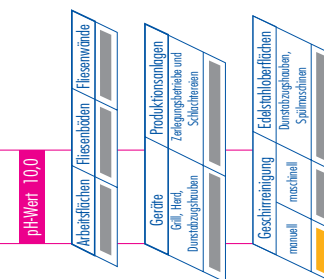 pH-Wert 10,0
Arbeitsflächen
Fliesenböden
Fliesenwände
Geräte
Grill, Herd,
Dunstabzugshauben
Produktionsanlagen
Zerlegungsbetriebe und
Schlachtereien
Geschirrreinigung
manuell
maschinell
Edelstahloberflächen
Dunstabzugshauben,
Spülmaschinen